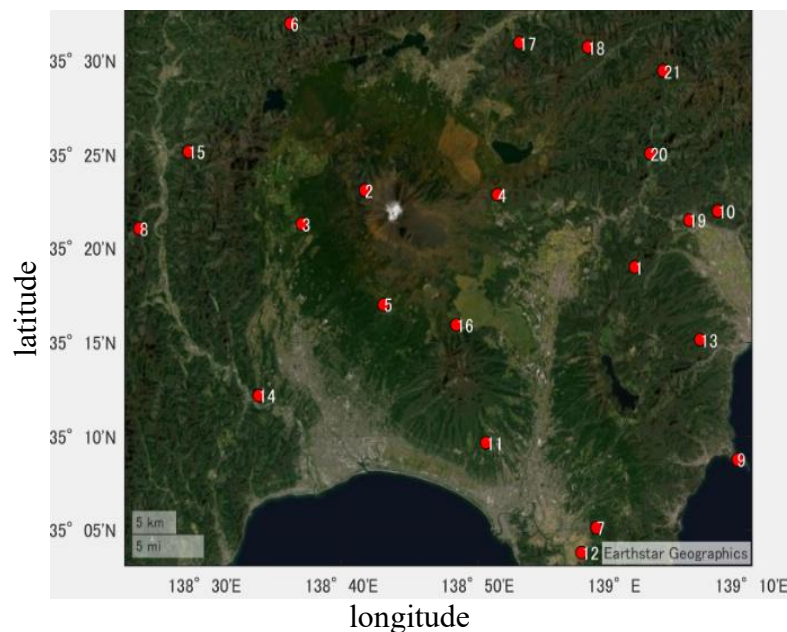 6
17
18
35° 30'N
21
15
20
35° 25'N
2
4
10
3
19
8
35° 20'N
1
5
16
35° 15'N
13
14
11
35° 10'N
9
7
35° 05'N
12
5 km
5 mi
Earthstar Geographics
138° 30'E
138° 40'E
138° 50'E
139° E
139° 10'E
latitude
longitude